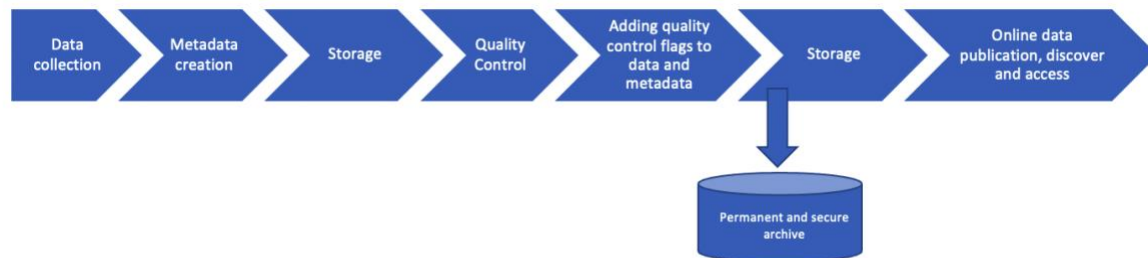 Data
collection
Metadata
creation
Storage
Quality
Control
Adding quality
control flags to
data and
metadata
Storage
Online data
publication, discover
and access
Permanent and secure
archive